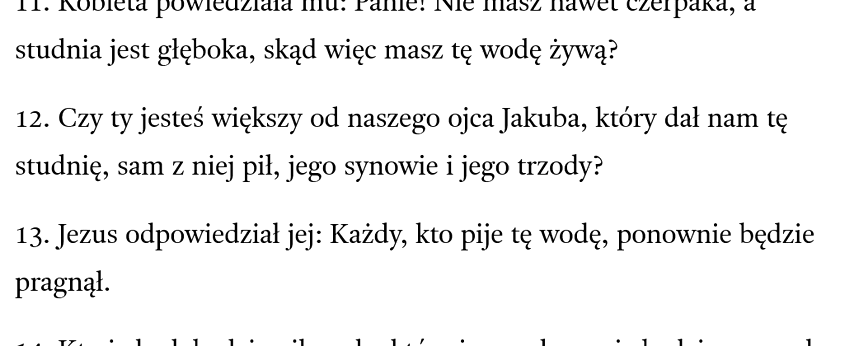 11. Kobieta powiedziała mu: Panie! Nie masz nawet czerpaka, a
studnia jest głęboka, skąd więc masz tę wodę żywą?
12. Czy ty jesteś większy od naszego ojca Jakuba, który dał nam tę
studnię, sam z niej pił, jego synowie i jego trzody?
13. Jezus odpowiedział jej: Każdy, kto pije tę wodę, ponownie będzie
pragnął.